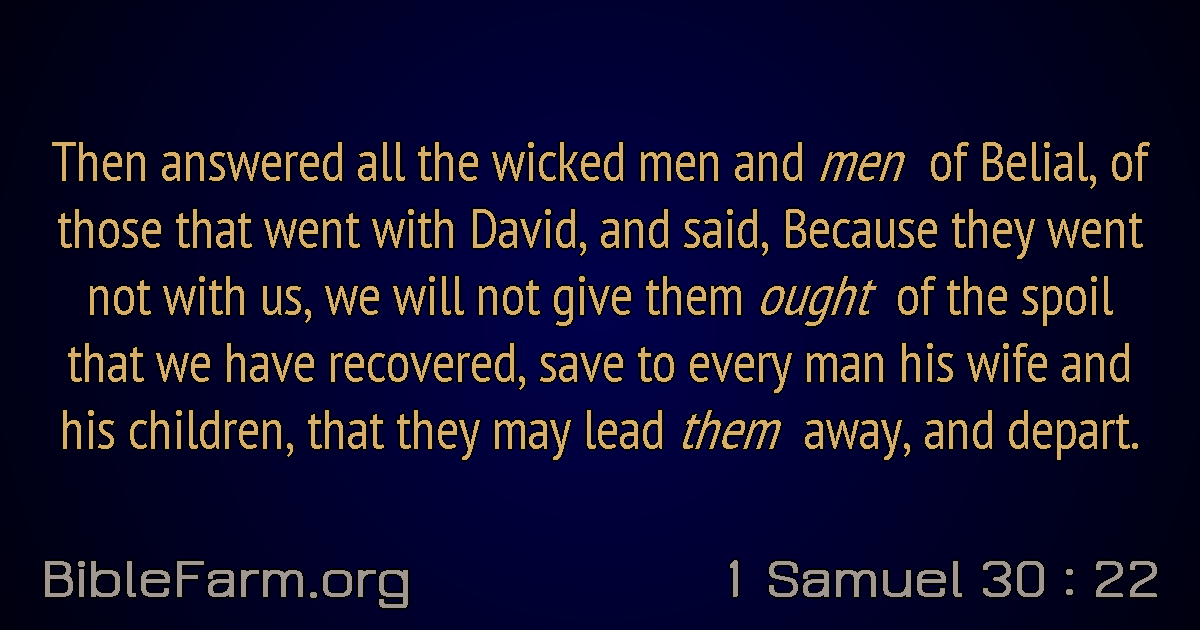 Then answered all the wicked men and men of Belial, of
those that went with David, and said, Because they went
not with us, we will not give them ought of the spoil
that we have recovered, save to every man his wife and
his children, that they may lead them away, and depart.
BibleFarm.org
1 Samuel 30 : 22